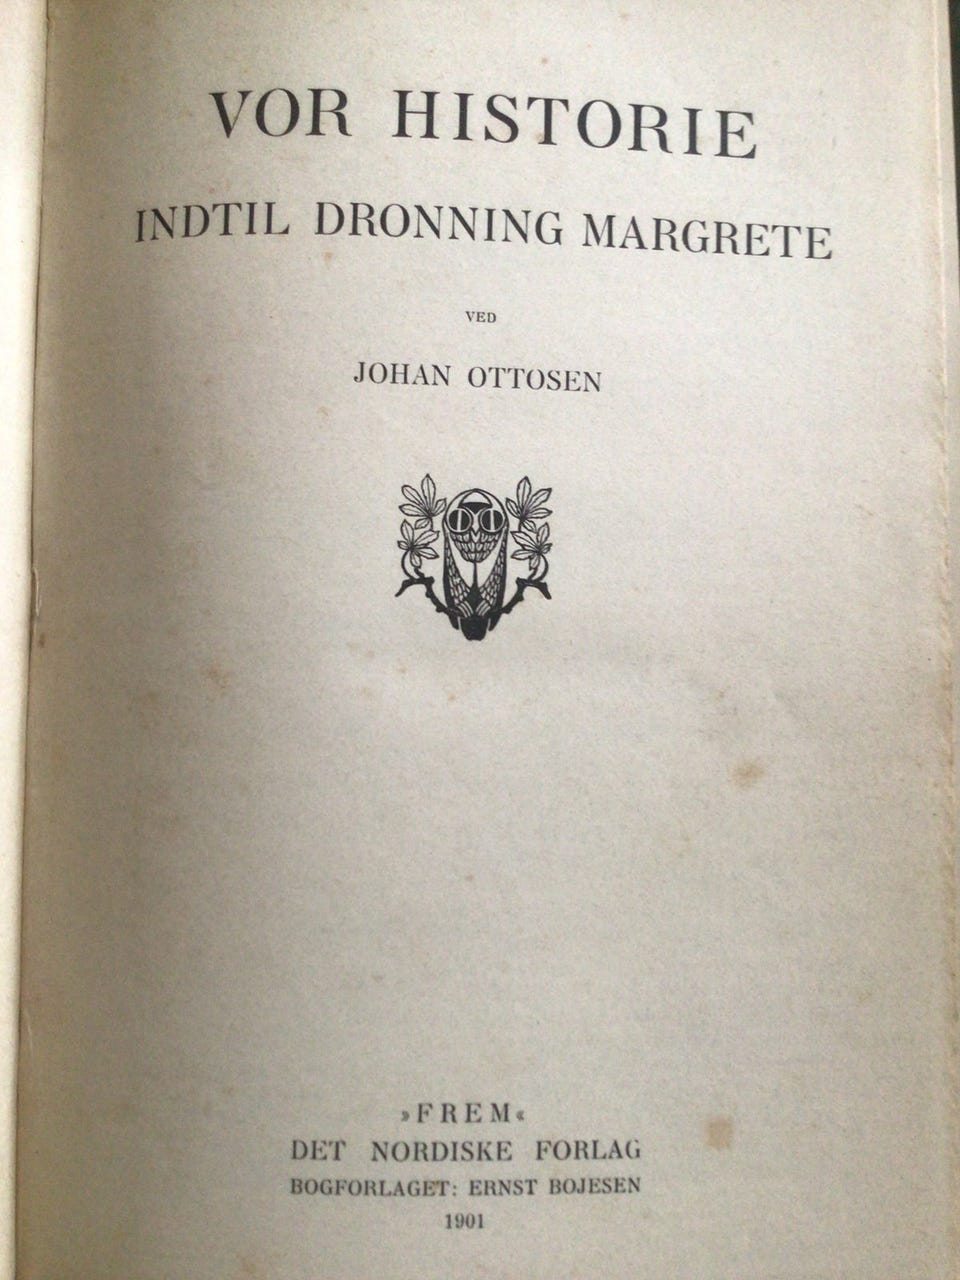 VOR HISTORIE
INDTIL DRONNING MARGRETE
VED
JOHAN OTTOSEN
»FREM«
DET NORDISKE FORLAG
BOGFORLAGET: ERNST BOJESEN
1901